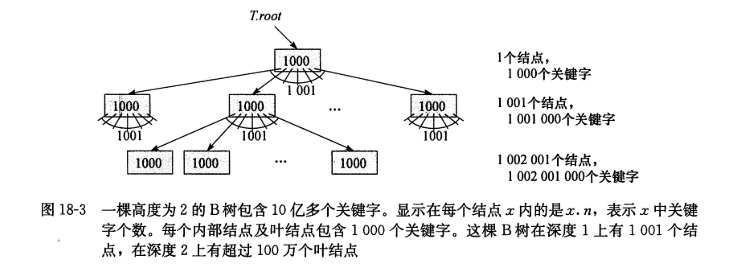 T.root
1000
1个结点，
1 000个关键字
1 001
1000
1000
…
1000
1 001个结点，
1 001 000个关键字
1001
1001
1001
1000
1000
…
1000
1 002 001个结点，
1 002 001 000个关键字
图 18-3 一棵高度为 2 的 B 树包含 10 亿多个关键字。显示在每个结点 x 内的是 x.n，表示 x 中关键
字个数。每个内部结点及叶结点包含 1 000 个关键字。这棵 B 树在深度 1 上有 1 001 个结
点，在深度 2 上有超过 100 万个叶结点